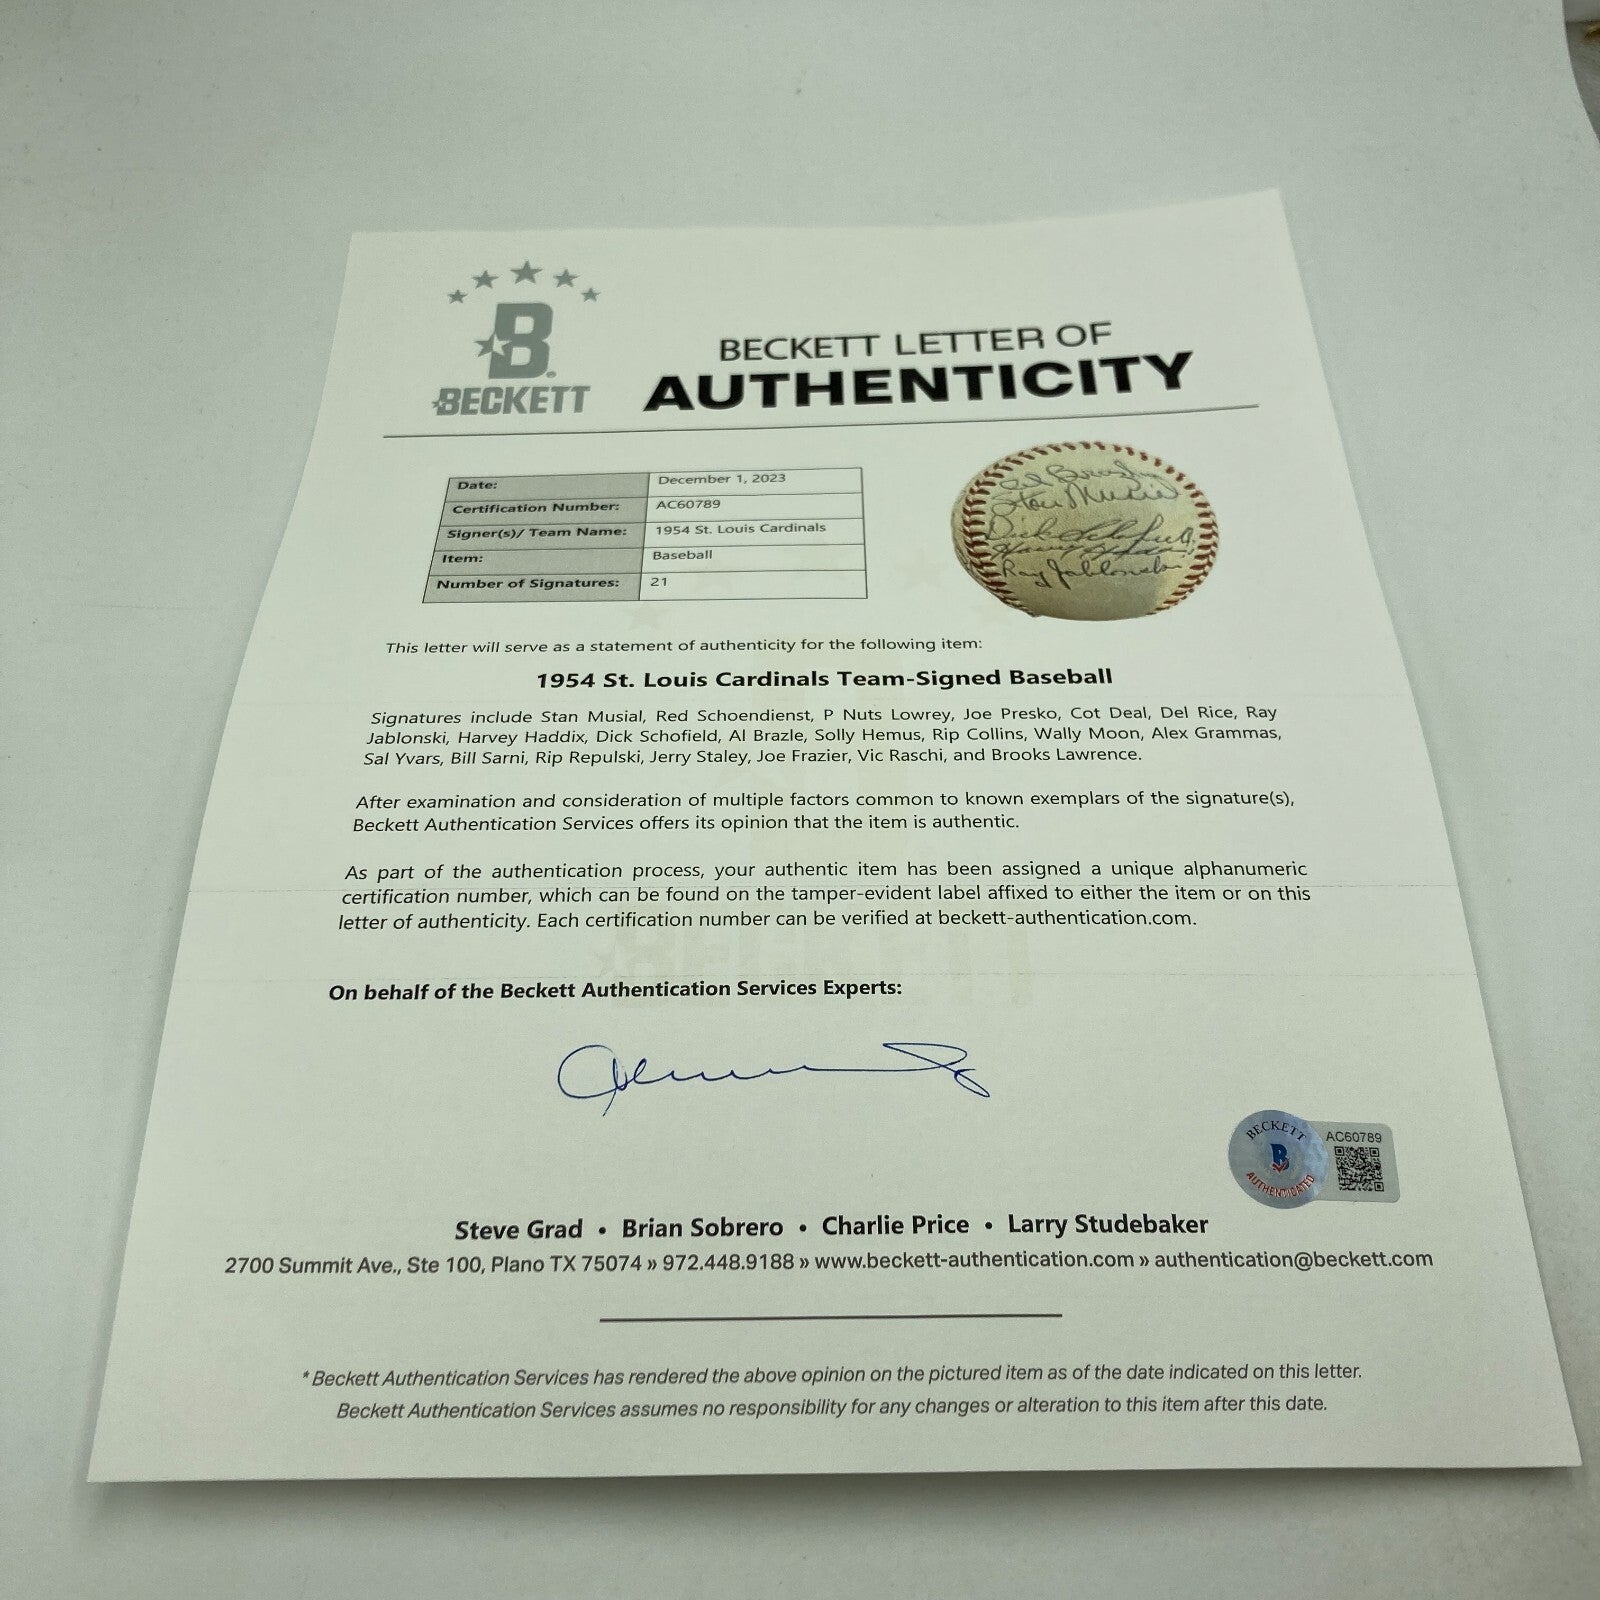 BECKETT
BECKETT LETTER OF
AUTHENTICITY
Date: December 1, 2023
Certification Number: AC60789
Signer(s)/ Team Name: 1954 St. Louis Cardinals
Item: Baseball
Number of Signatures: 21
Stan Musial
Dick Schofield
Harvey Haddix
Ray Jablonski
This letter will serve as a statement of authenticity for the following item:
1954 St. Louis Cardinals Team-Signed Baseball
Signatures include Stan Musial, Red Schoendienst, P Nuts Lowrey, Joe Presko, Cot Deal, Del Rice, Ray
Jablonski, Harvey Haddix, Dick Schofield, Al Brazle, Solly Hemus, Rip Collins, Wally Moon, Alex Grammas,
Sal Yvars, Bill Sarni, Rip Repulski, Jerry Staley, Joe Frazier, Vic Raschi, and Brooks Lawrence.
After examination and consideration of multiple factors common to known exemplars of the signature(s),
Beckett Authentication Services offers its opinion that the item is authentic.
As part of the authentication process, your authentic item has been assigned a unique alphanumeric
certification number, which can be found on the tamper-evident label affixed to either the item or on this
letter of authenticity. Each certification number can be verified at beckett-authentication.com.
On behalf of the Beckett Authentication Services Experts:
BECKETT
B
AUTHENTICATED
AC60789
Steve Grad • Brian Sobrero • Charlie Price • Larry Studebaker
2700 Summit Ave., Ste 100, Plano TX 75074 » 972.448.9188 » www.beckett-authentication.com » authentication@beckett.com
* Beckett Authentication Services has rendered the above opinion on the pictured item as of the date indicated on this letter.
Beckett Authentication Services assumes no responsibility for any changes or alteration to this item after this date.